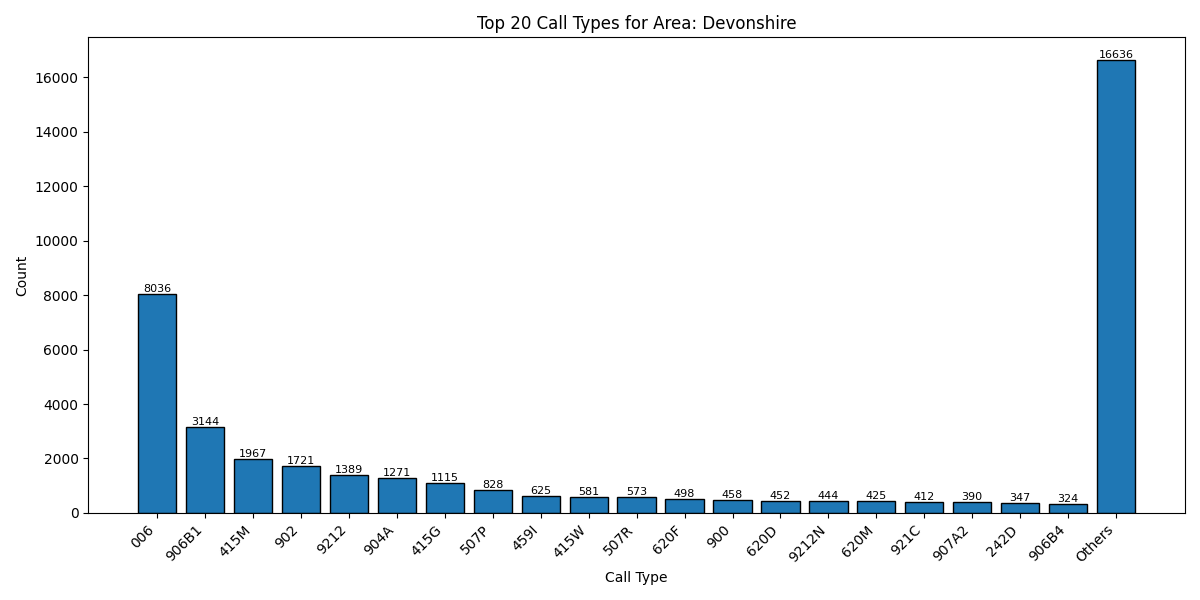 Top 20 Call Types for Area: Devonshire
Count
16000
14000
12000
10000
8000
6000
4000
2000
0
8036
3144
1967
1721
1389
1271
1115
828
625
581
573
498
458
452
444
425
412
390
347
324
16636
006
906B1
415M
902
9212
904A
415G
507P
459I
415W
507R
620F
900
620D
9212N
620M
921C
907A2
242D
906B4
Others
Call Type